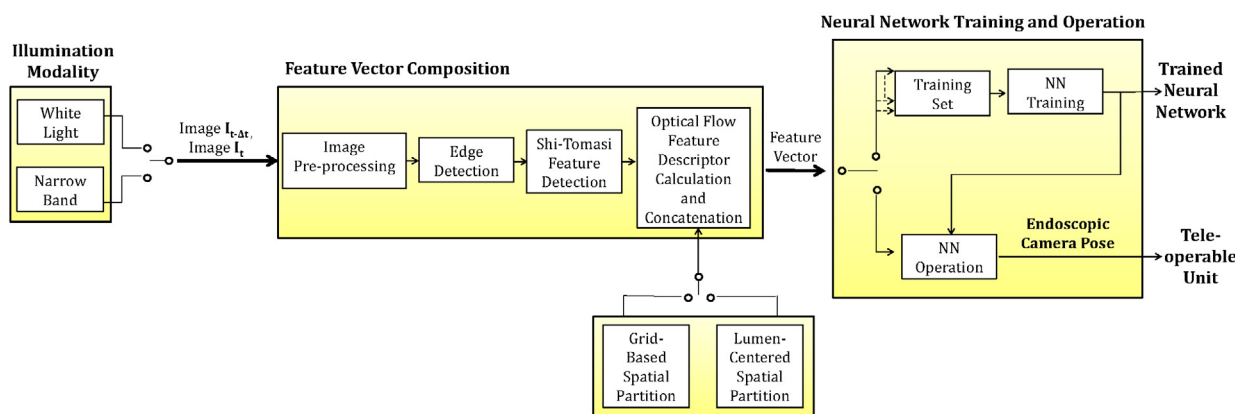 Illumination
Modality
White
Light
Narrow
Band
Image I_{t-Δt},
Image I_t
Feature Vector Composition
Image
Pre-processing
Edge
Detection
Shi-Tomasi
Feature
Detection
Optical Flow
Feature
Descriptor
Calculation
and
Concatenation
Grid-
Based
Spatial
Partition
Lumen-
Centered
Spatial
Partition
Feature
Vector
Neural Network Training and Operation
Training
Set
NN
Training
Trained
Neural
Network
NN
Operation
Endoscopic
Camera Pose
Tele-
operable
Unit